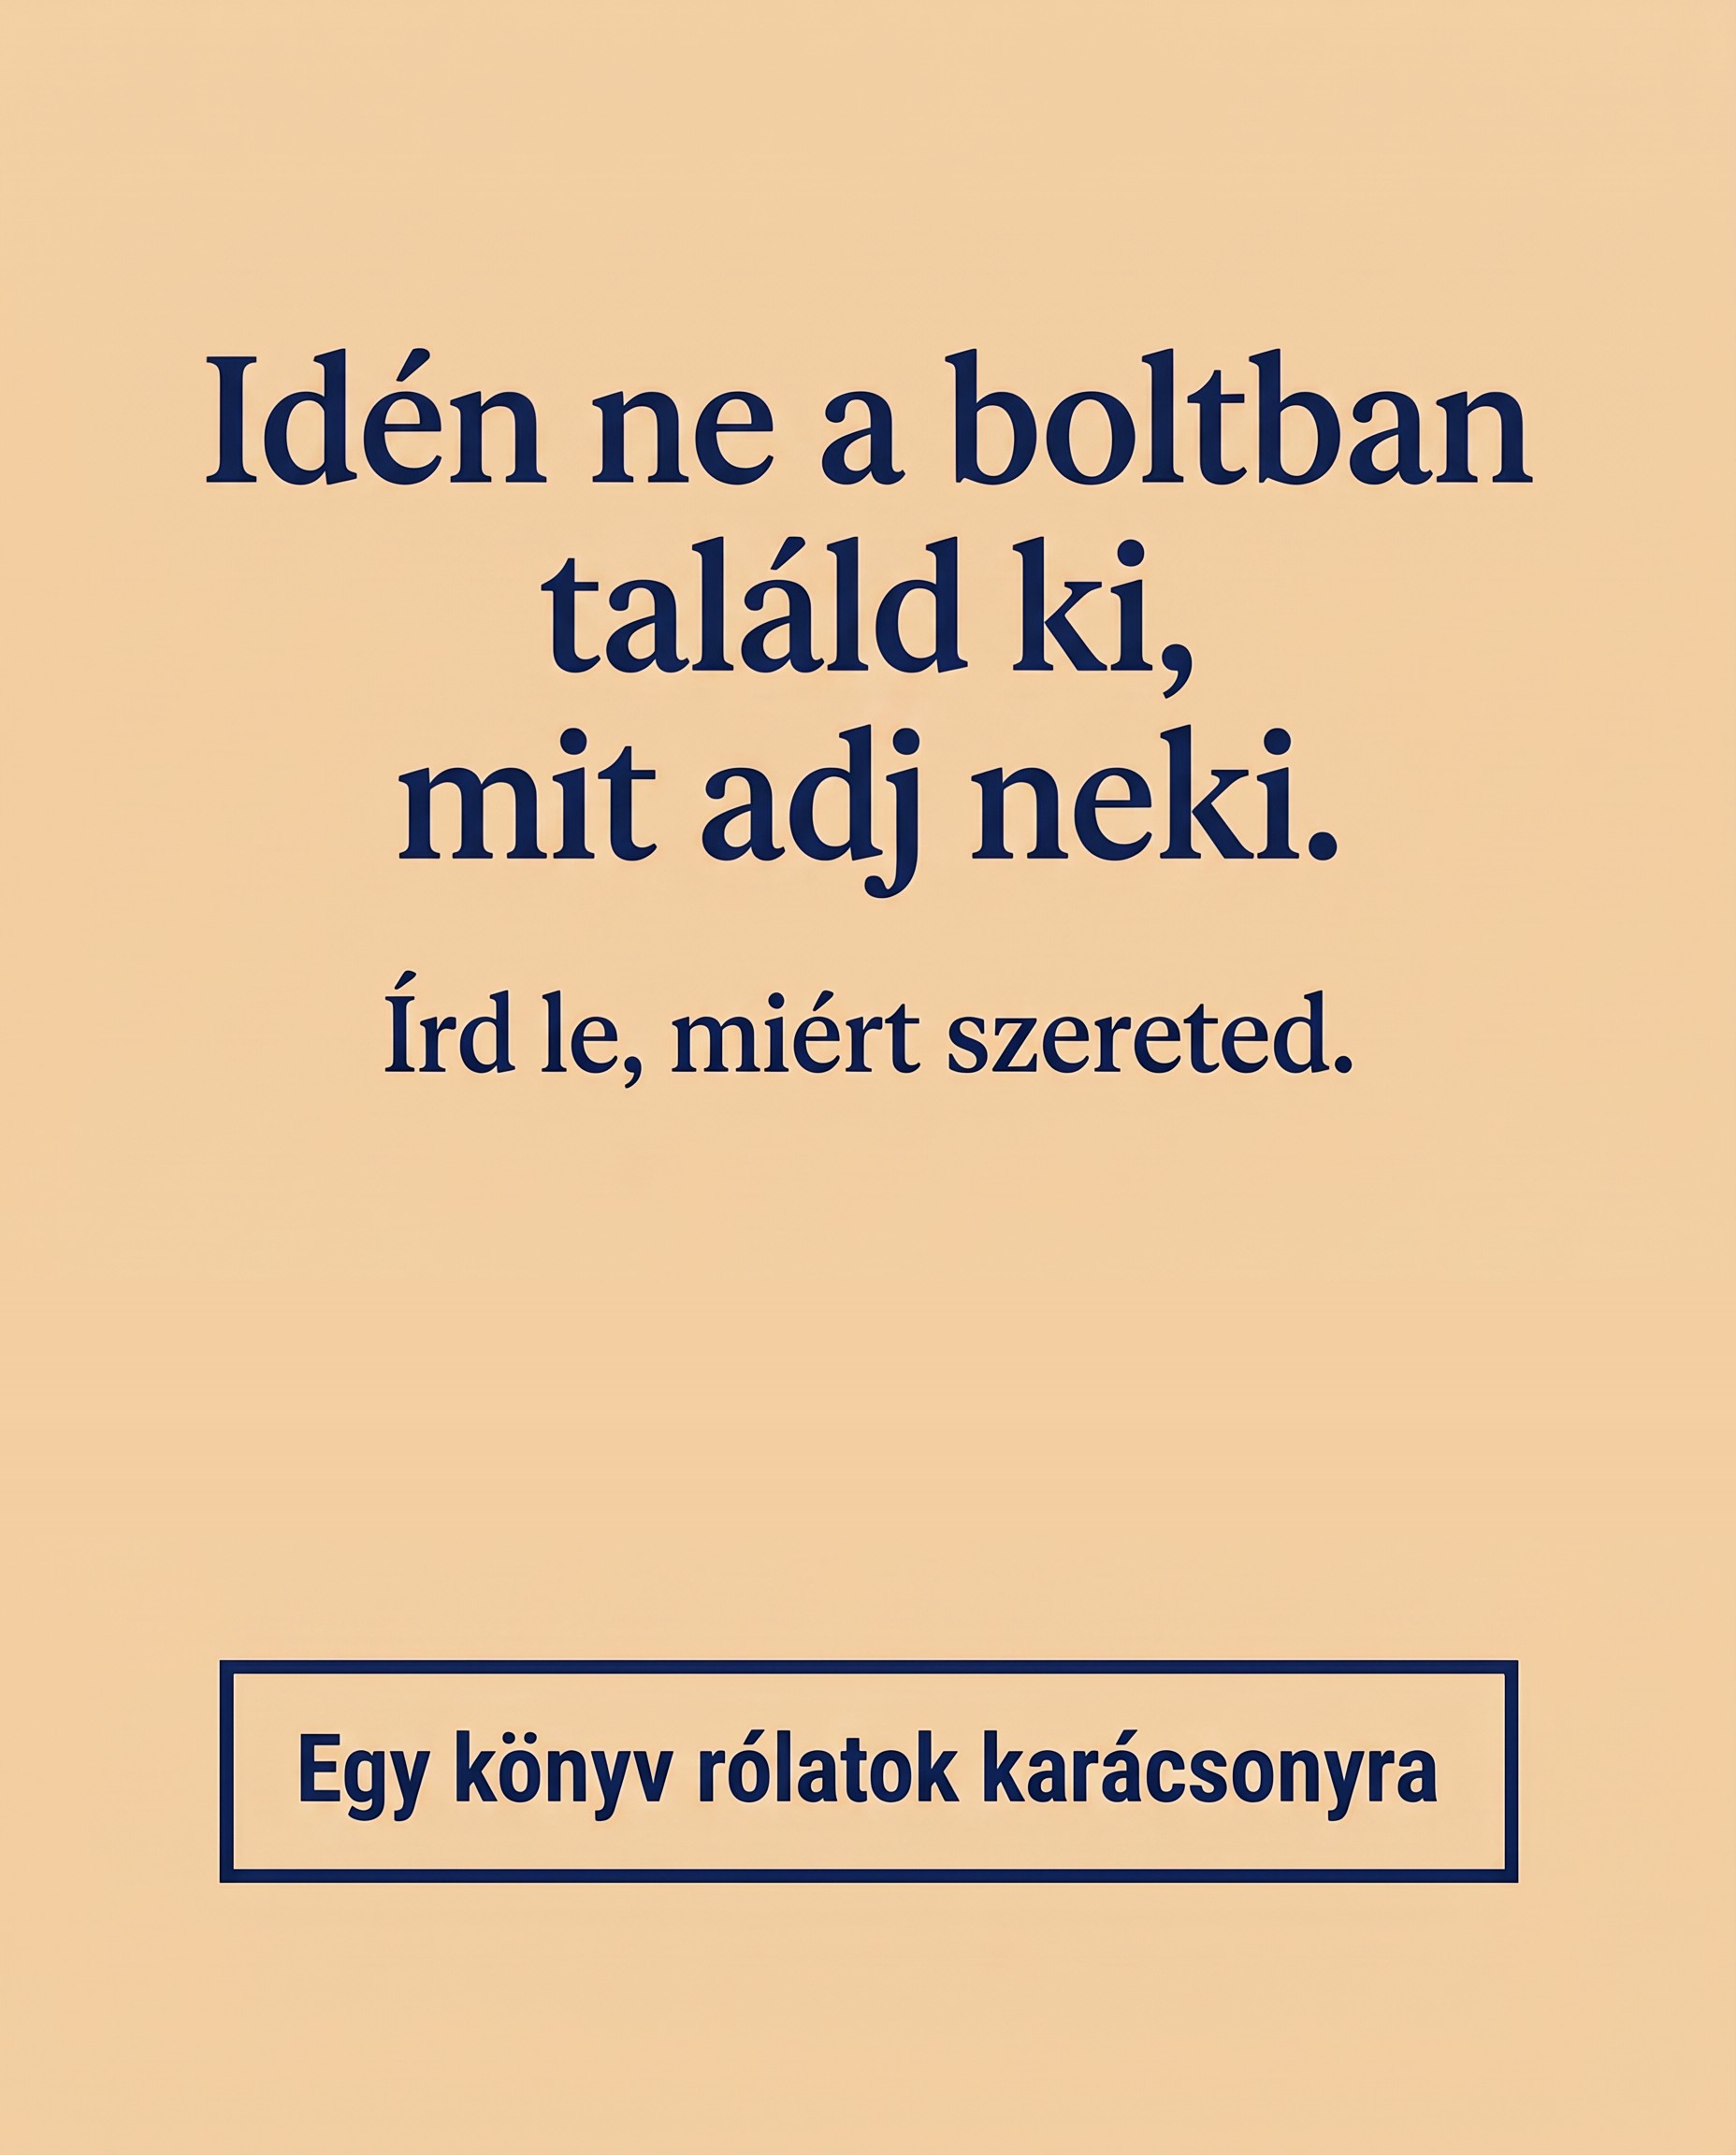 Idén ne a boltban
találd ki,
mit adj neki.
Írd le, miért szereted.
Egy könyv rólatok karácsonyra